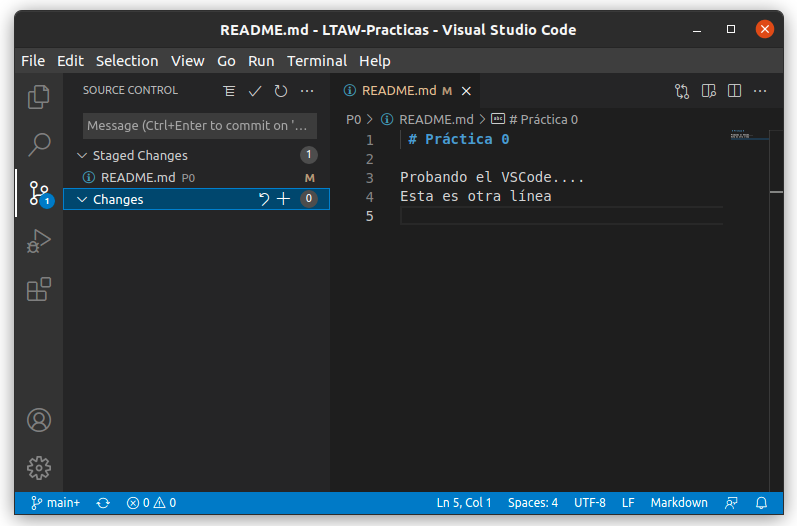 README.md - LTAW-Practicas - Visual Studio Code
File Edit Selection View Go Run Terminal Help
SOURCE CONTROL
Message (Ctrl+Enter to commit on '...
Staged Changes 1
README.md P0 M
Changes 0
1
README.md M
P0 > README.md > abc # Práctica 0
1 # Práctica 0
2
3 Probando el VSCode....
4 Esta es otra línea
5
main+ 0 0 Ln 5, Col 1 Spaces: 4 UTF-8 LF Markdown